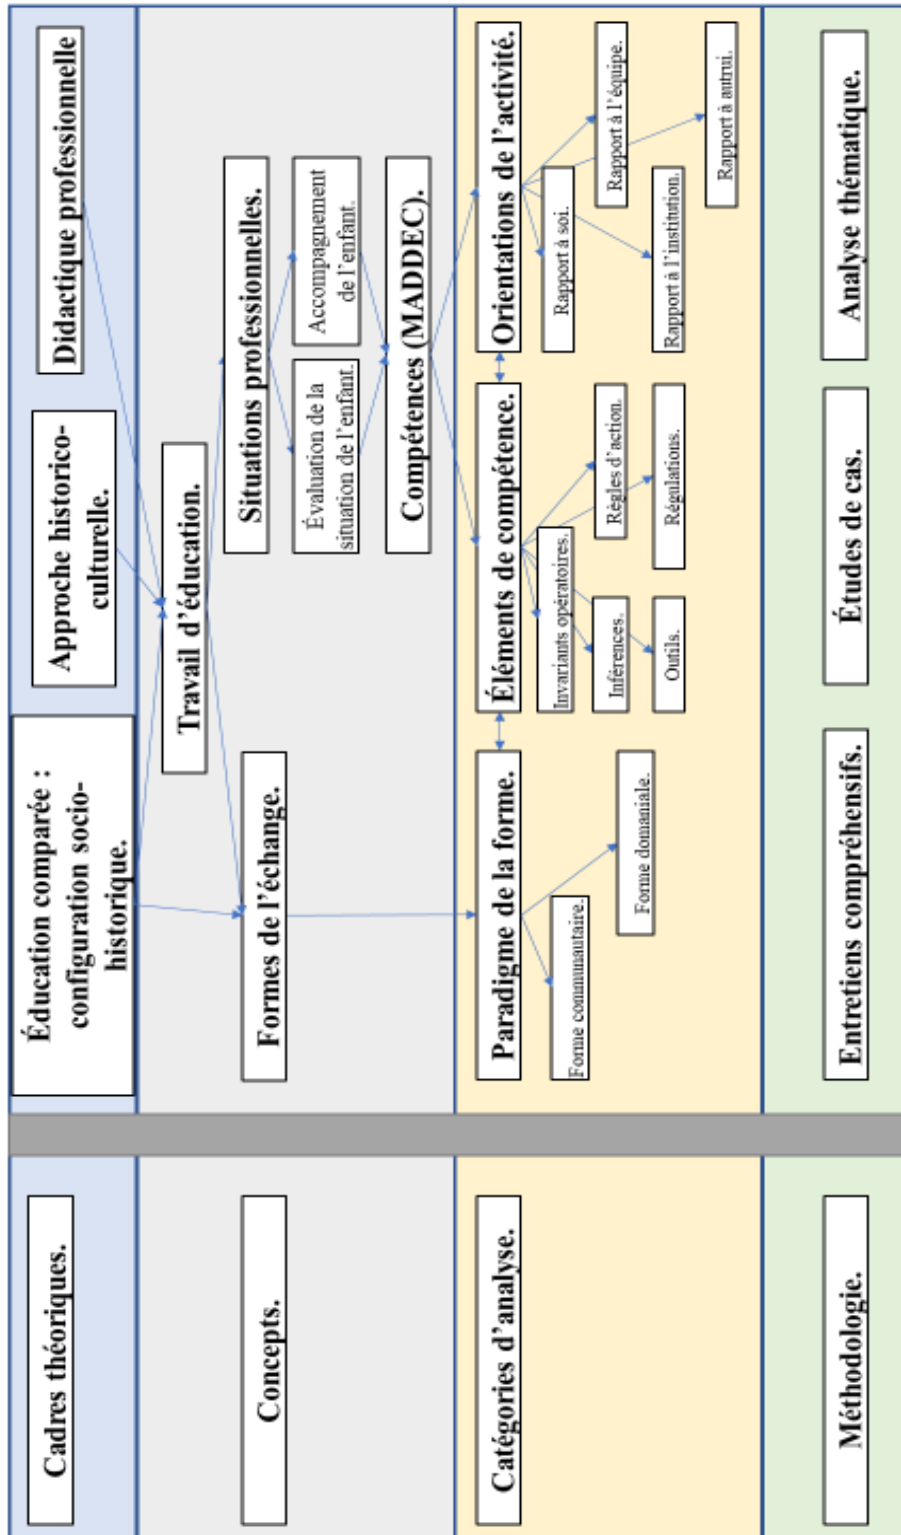 Cadres théoriques.
Éducation comparée :
configuration socio-
historique.
Approche historico-
culturelle.
Didactique professionnelle
Concepts.
Travail d'éducation.
Formes de l'échange.
Situations professionnelles.
Évaluation de la
situation de l'enfant.
Accompagnement
de l'enfant.
Compétences (MADDEC).
Catégories d'analyse.
Paradigme de la forme.
Forme communautaire.
Forme domaniale.
Éléments de compétence.
Invariants opératoires.
Inférences.
Outils.
Règles d'action.
Régulations.
Orientations de l'activité.
Rapport à soi.
Rapport à l'équipe.
Rapport à l'institution.
Rapport à autrui.
Méthodologie.
Entretiens compréhensifs.
Études de cas.
Analyse thématique.